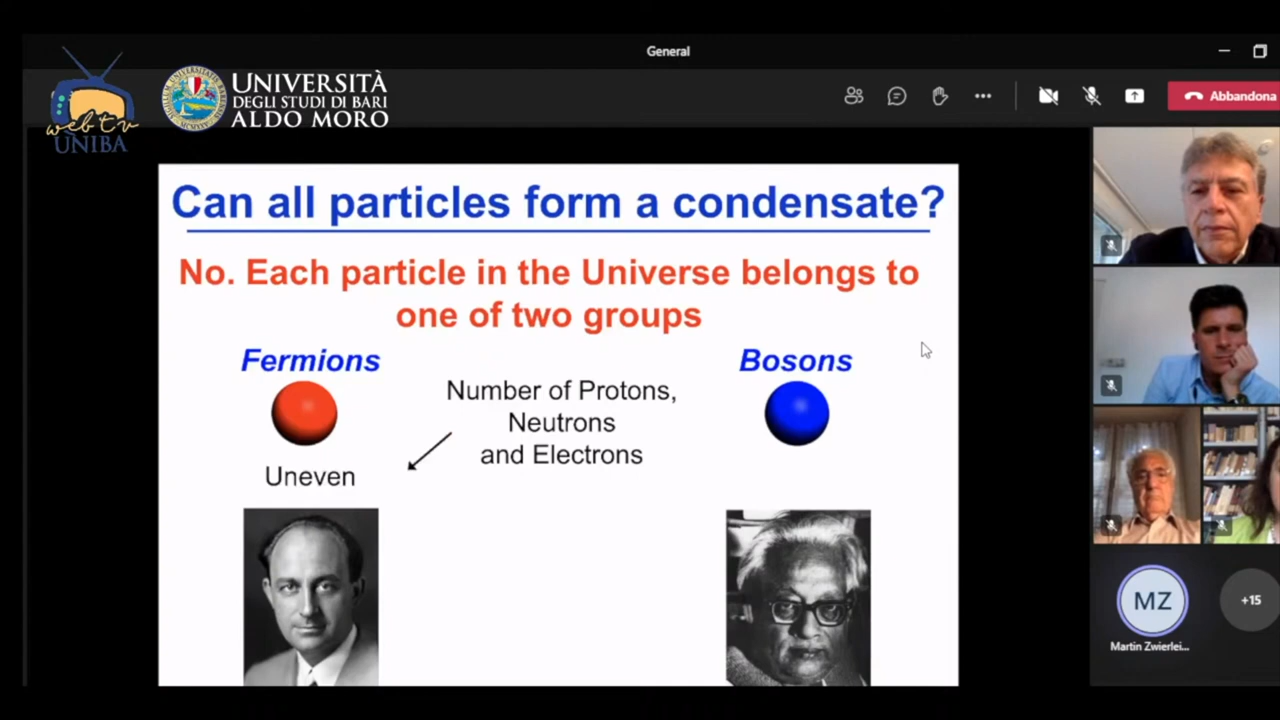 General
web tv
UNIBA
UNIVERSITÀ
DEGLI STUDI DI BARI
ALDO MORO
Abbandona
Can all particles form a condensate?
No. Each particle in the Universe belongs to
one of two groups
Fermions
Bosons
Number of Protons,
Neutrons
and Electrons
Uneven
MZ
+15
Martin Zwierlei...